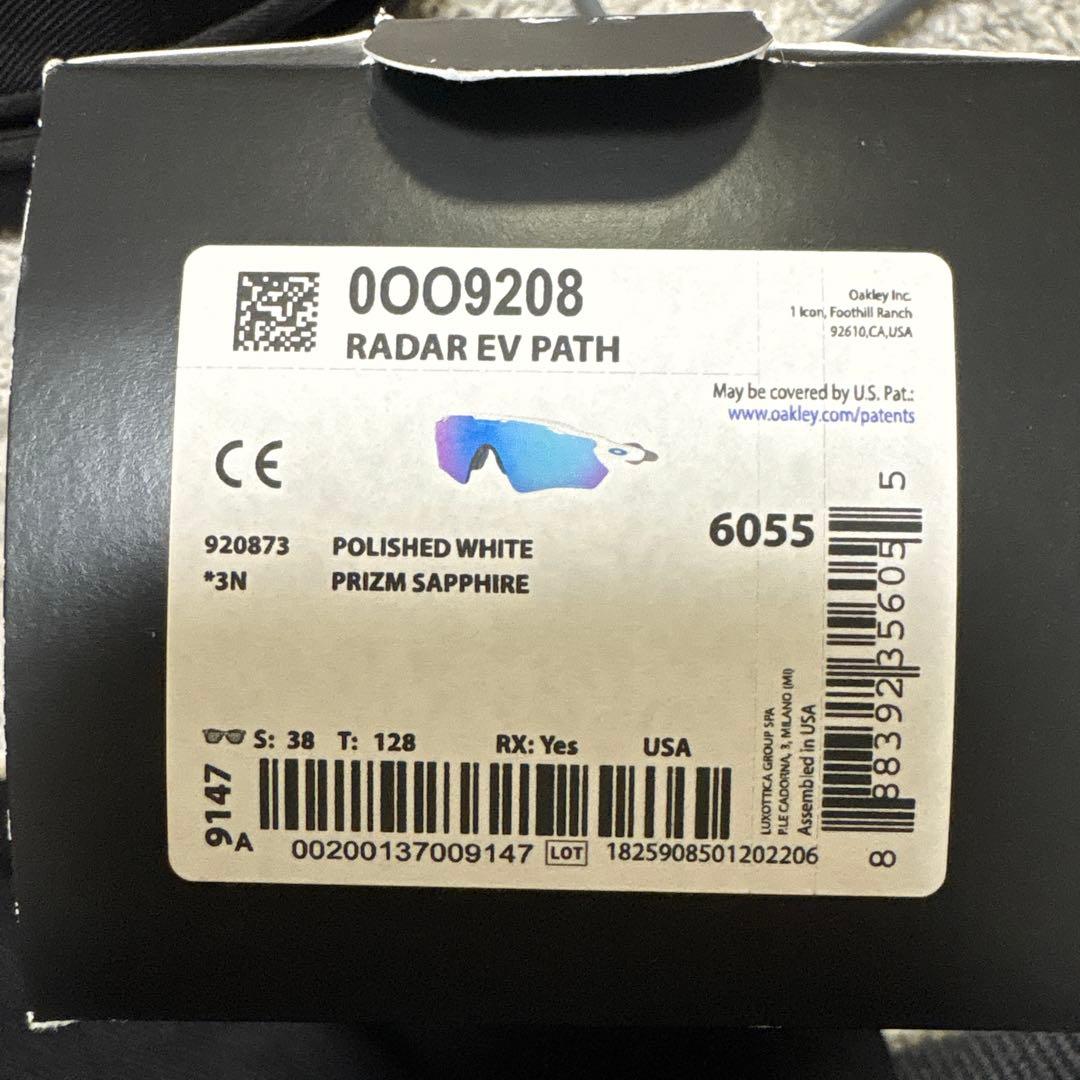 0OO9208
RADAR EV PATH
Oakley Inc.
1 Icon, Foothill Ranch
92610,CA,USA
May be covered by U.S. Pat.:
www.oakley.com/patents
CE
920873 POLISHED WHITE
*3N PRIZM SAPPHIRE
6055
S: 38 T: 128 RX: Yes USA
9147 A
00200137009147 LOT 1825908501202206
LUXOTTICA GROUP SPA
P.LE CADORNA, 3, MILANO (MI)
Assembled in USA
8 88392 35605 5